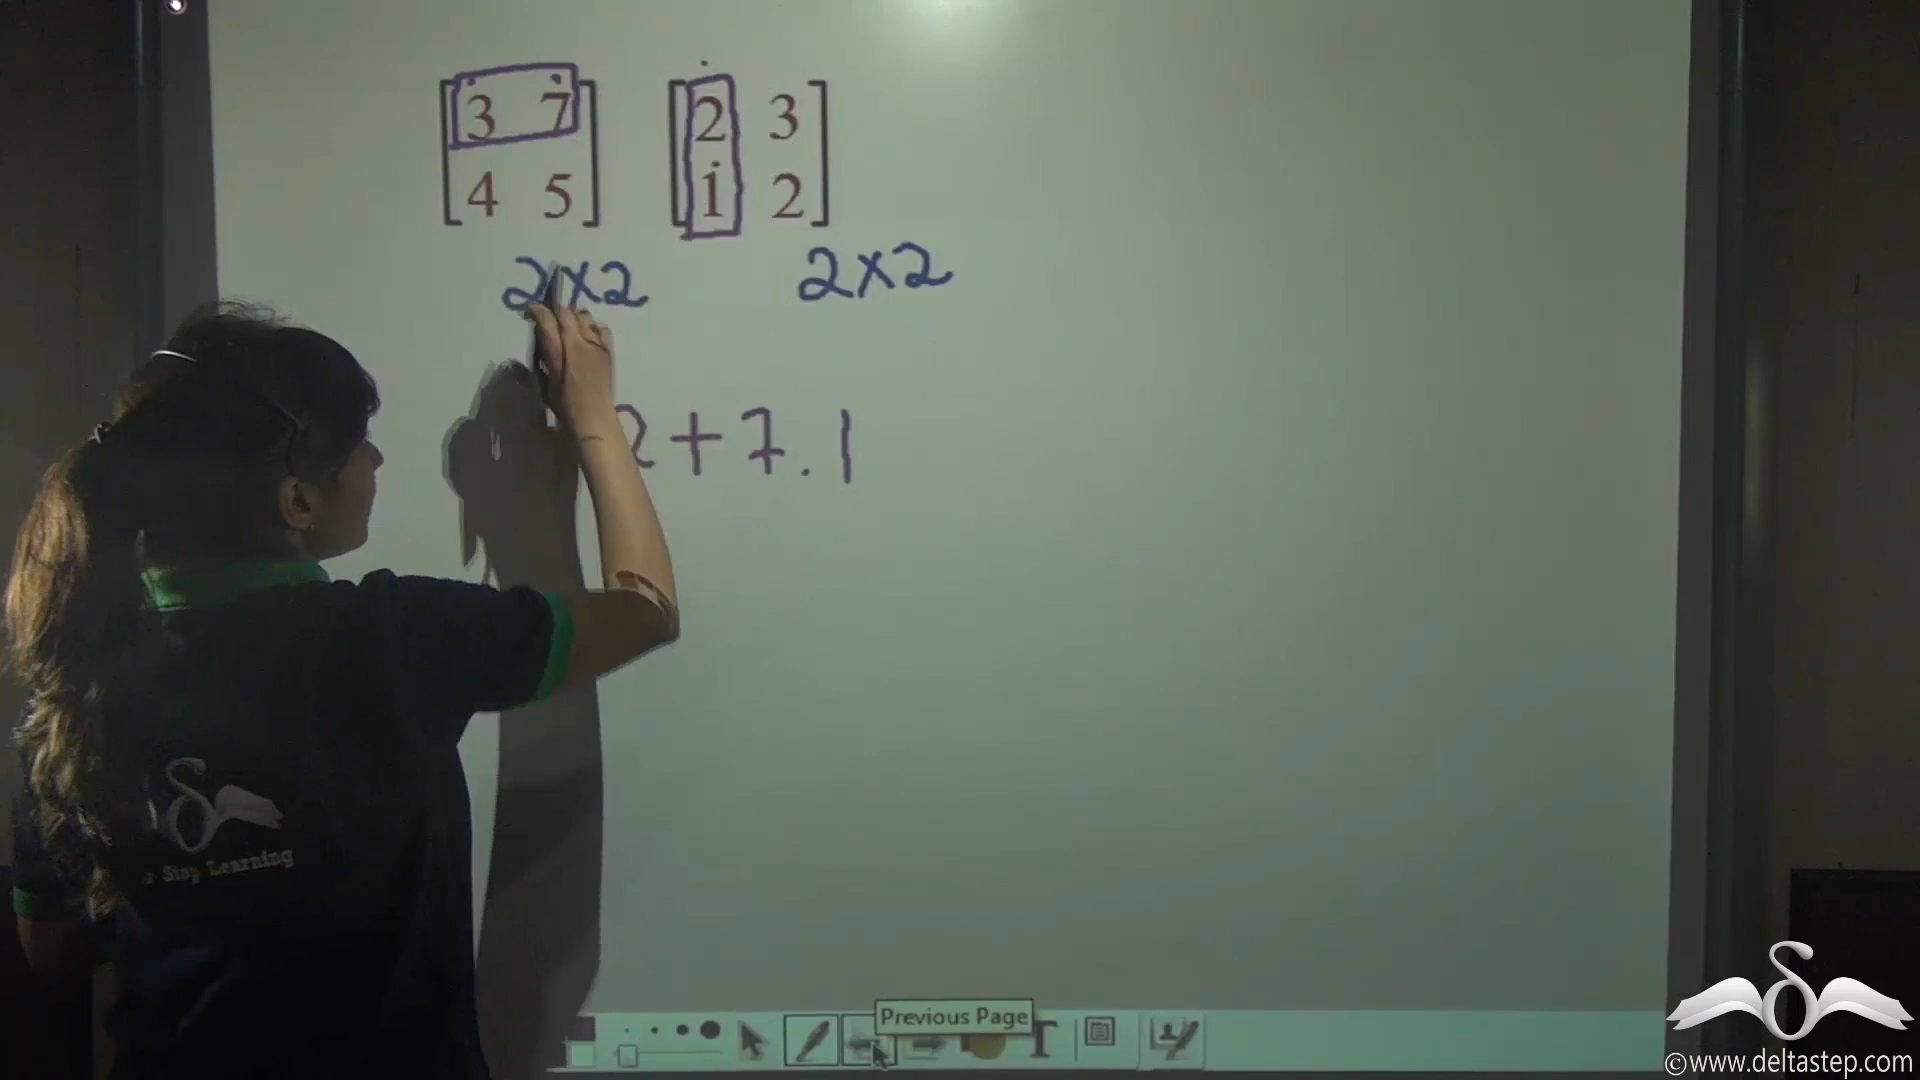 3 7 2 3
4 5 1 2
2x2 2x2
2 + 7 . 1
Step Learning
Previous Page
T
©www.deltastep.com